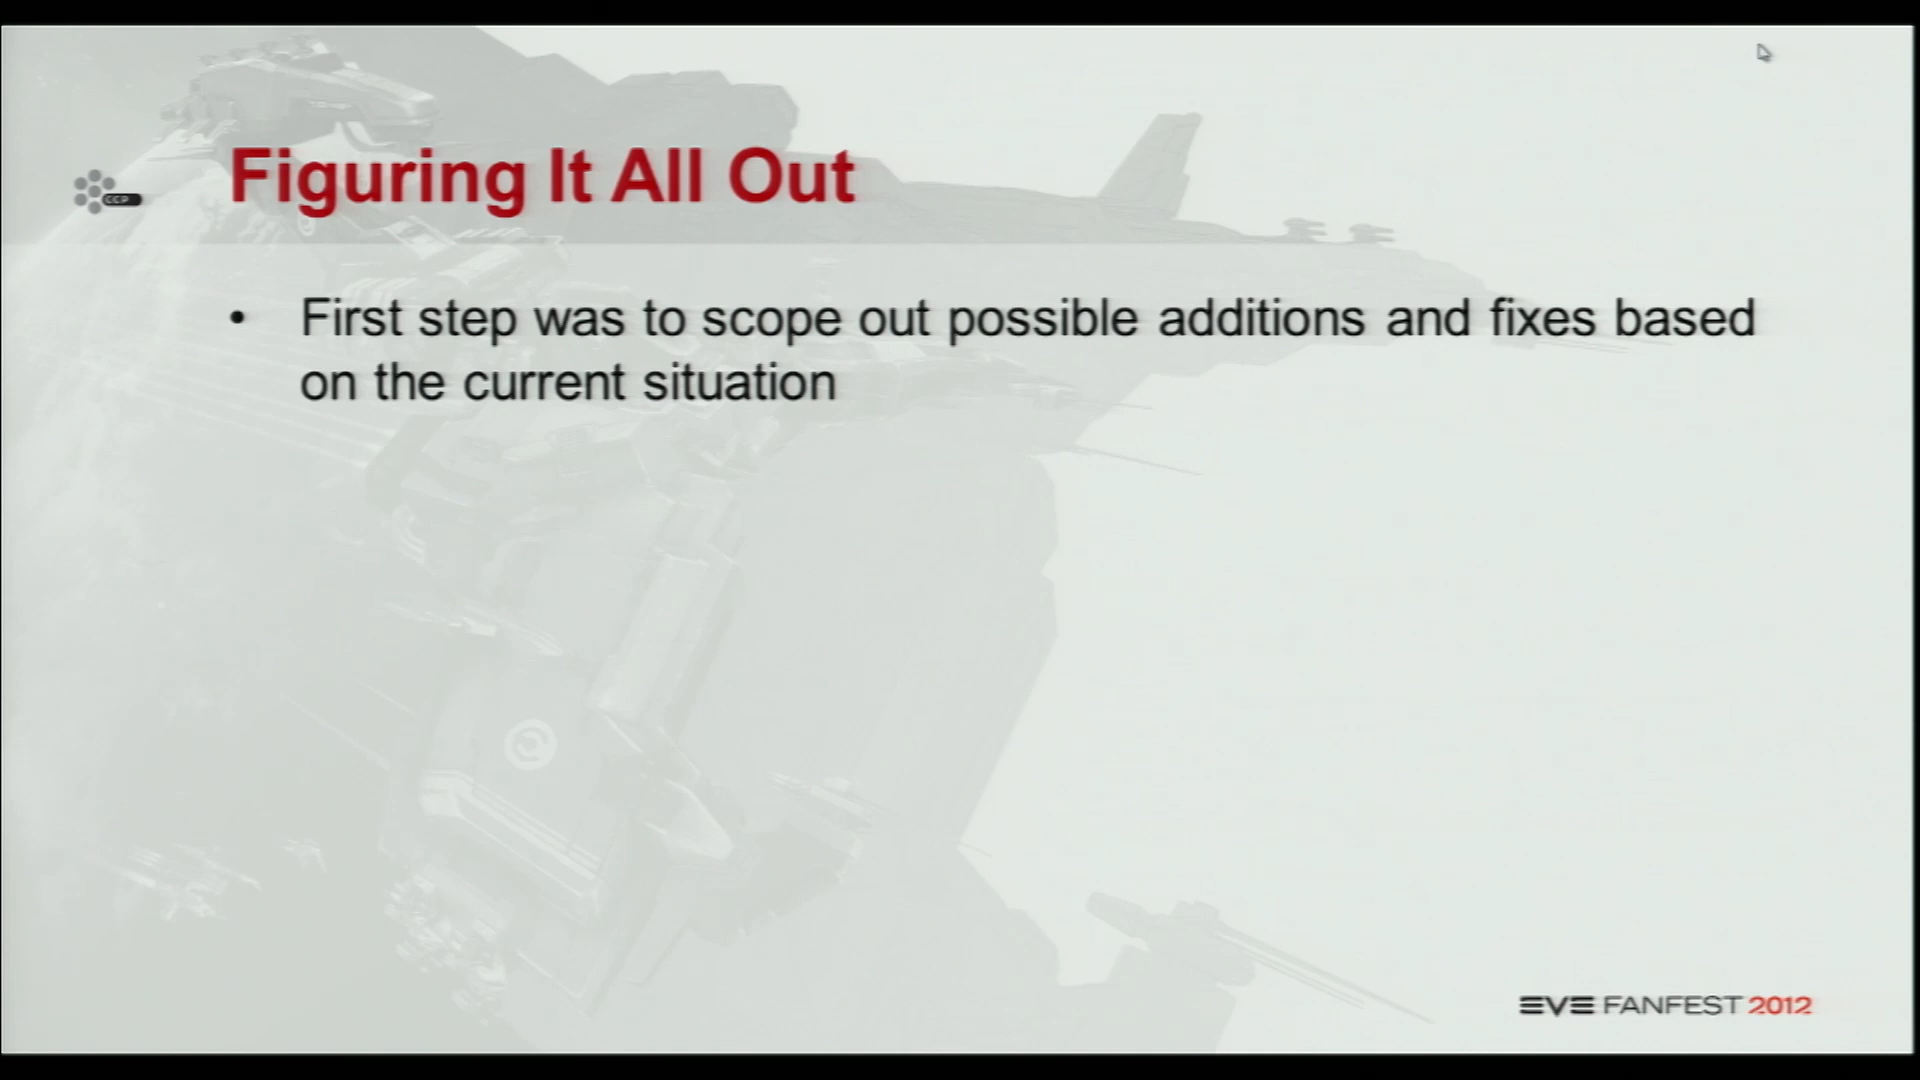 Figuring It All Out
CCP
• First step was to scope out possible additions and fixes based
on the current situation
EVE FANFEST 2012